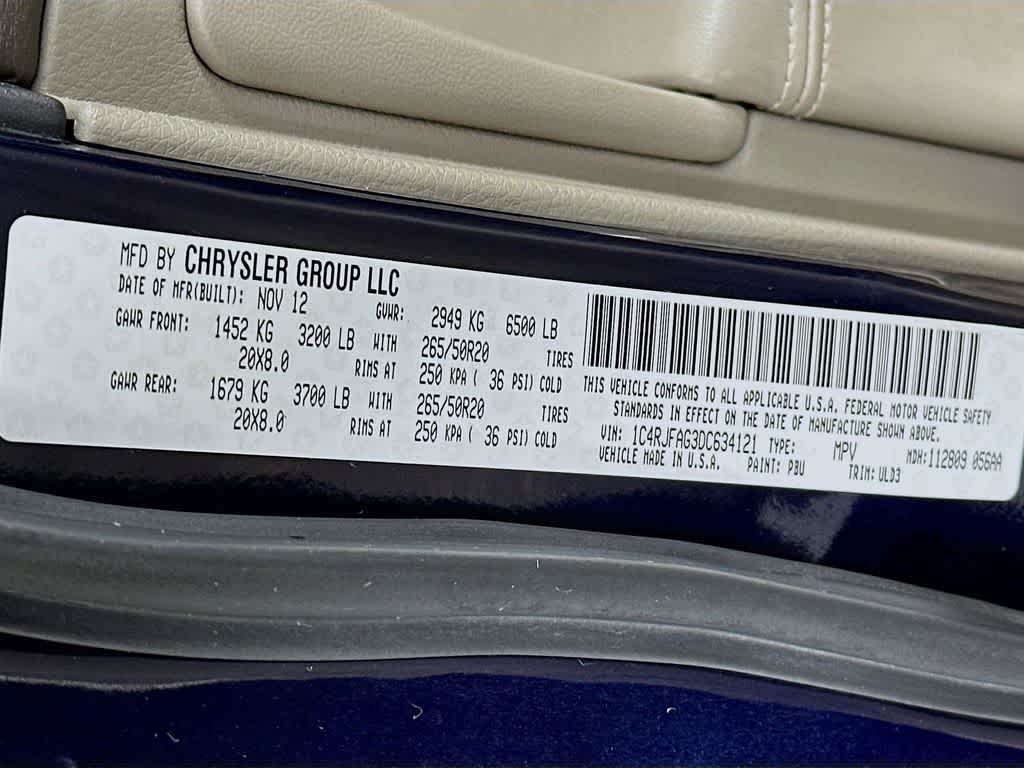 MFD BY CHRYSLER GROUP LLC
DATE OF MFR(BUILT): NOV 12 GVWR: 2949 KG 6500 LB
GAWR FRONT: 1452 KG 3200 LB WITH 265/50R20 TIRES
20X8.0 RIMS AT 250 KPA ( 36 PSI) COLD
GAWR REAR: 1679 KG 3700 LB WITH 265/50R20 TIRES
20X8.0 RIMS AT 250 KPA ( 36 PSI) COLD
THIS VEHICLE CONFORMS TO ALL APPLICABLE U.S.A. FEDERAL MOTOR VEHICLE SAFETY
STANDARDS IN EFFECT ON THE DATE OF MANUFACTURE SHOWN ABOVE.
VIN: 1C4RJFAG3DC634121 TYPE: MPV MDH:112809 056AA
VEHICLE MADE IN U.S.A. PAINT: PBU TRIM: ULD3